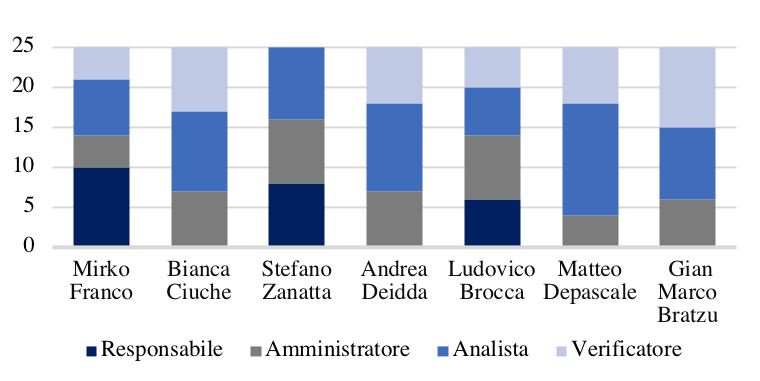 25
20
15
10
5
0
Mirko Franco
Bianca Ciuche
Stefano Zanatta
Andrea Deidda
Ludovico Brocca
Matteo Depascale
Gian Marco Bratzu
Responsabile Amministratore Analista Verificatore